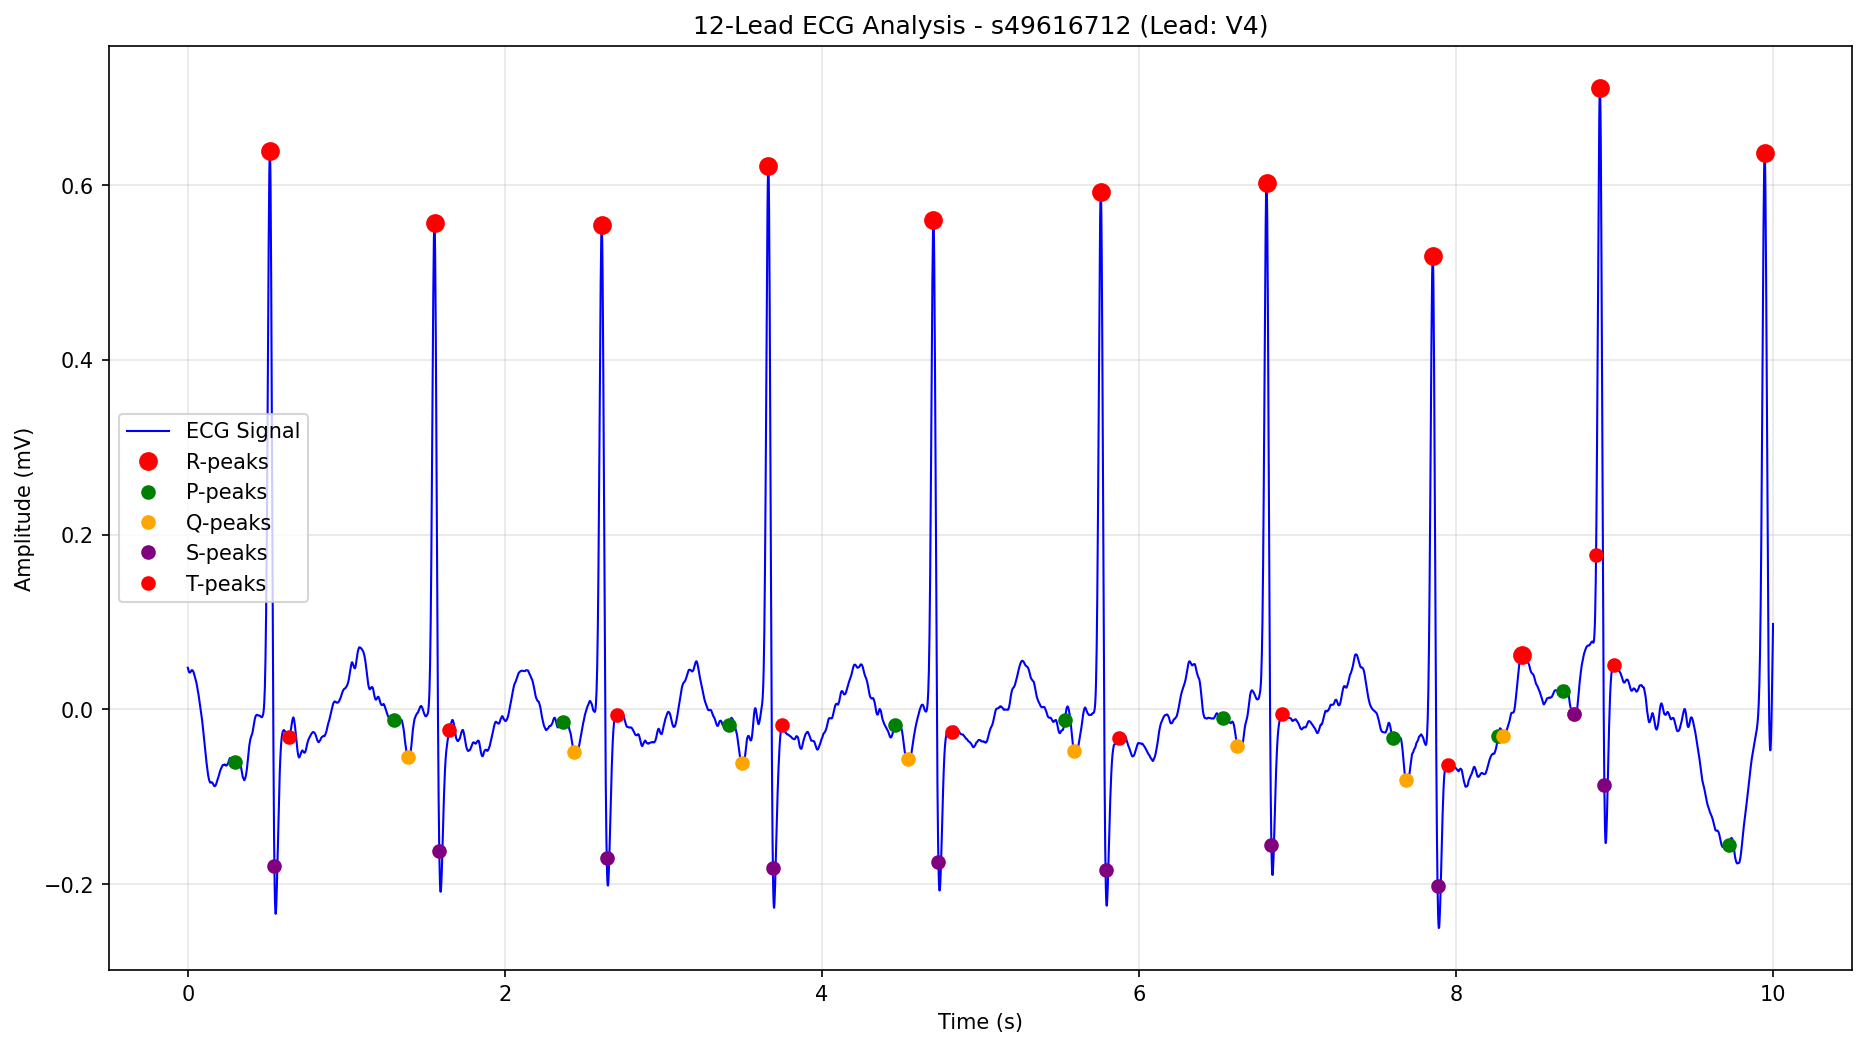 12-Lead ECG Analysis - s49616712 (Lead: V4)
Amplitude (mV)
0.6
0.4
0.2
0.0
−0.2
ECG Signal
R-peaks
P-peaks
Q-peaks
S-peaks
T-peaks
0 2 4 6 8 10
Time (s)